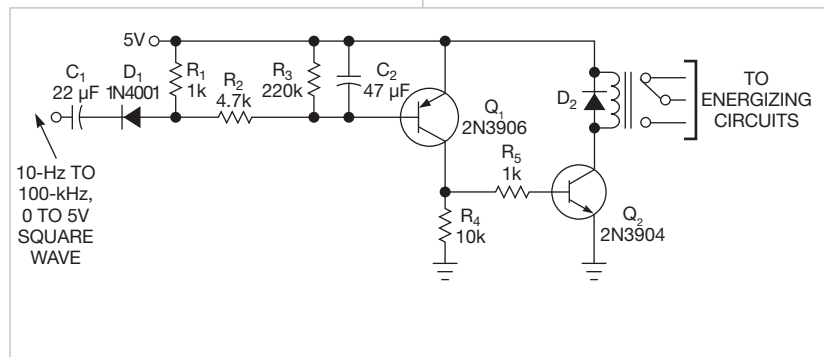 5V
C1
22 µF
D1
1N4001
R1
1k
R2
4.7k
R3
220k
C2
47 µF
Q1
2N3906
D2
TO
ENERGIZING
CIRCUITS
10-Hz TO
100-kHz,
0 TO 5V
SQUARE
WAVE
R4
10k
R5
1k
Q2
2N3904